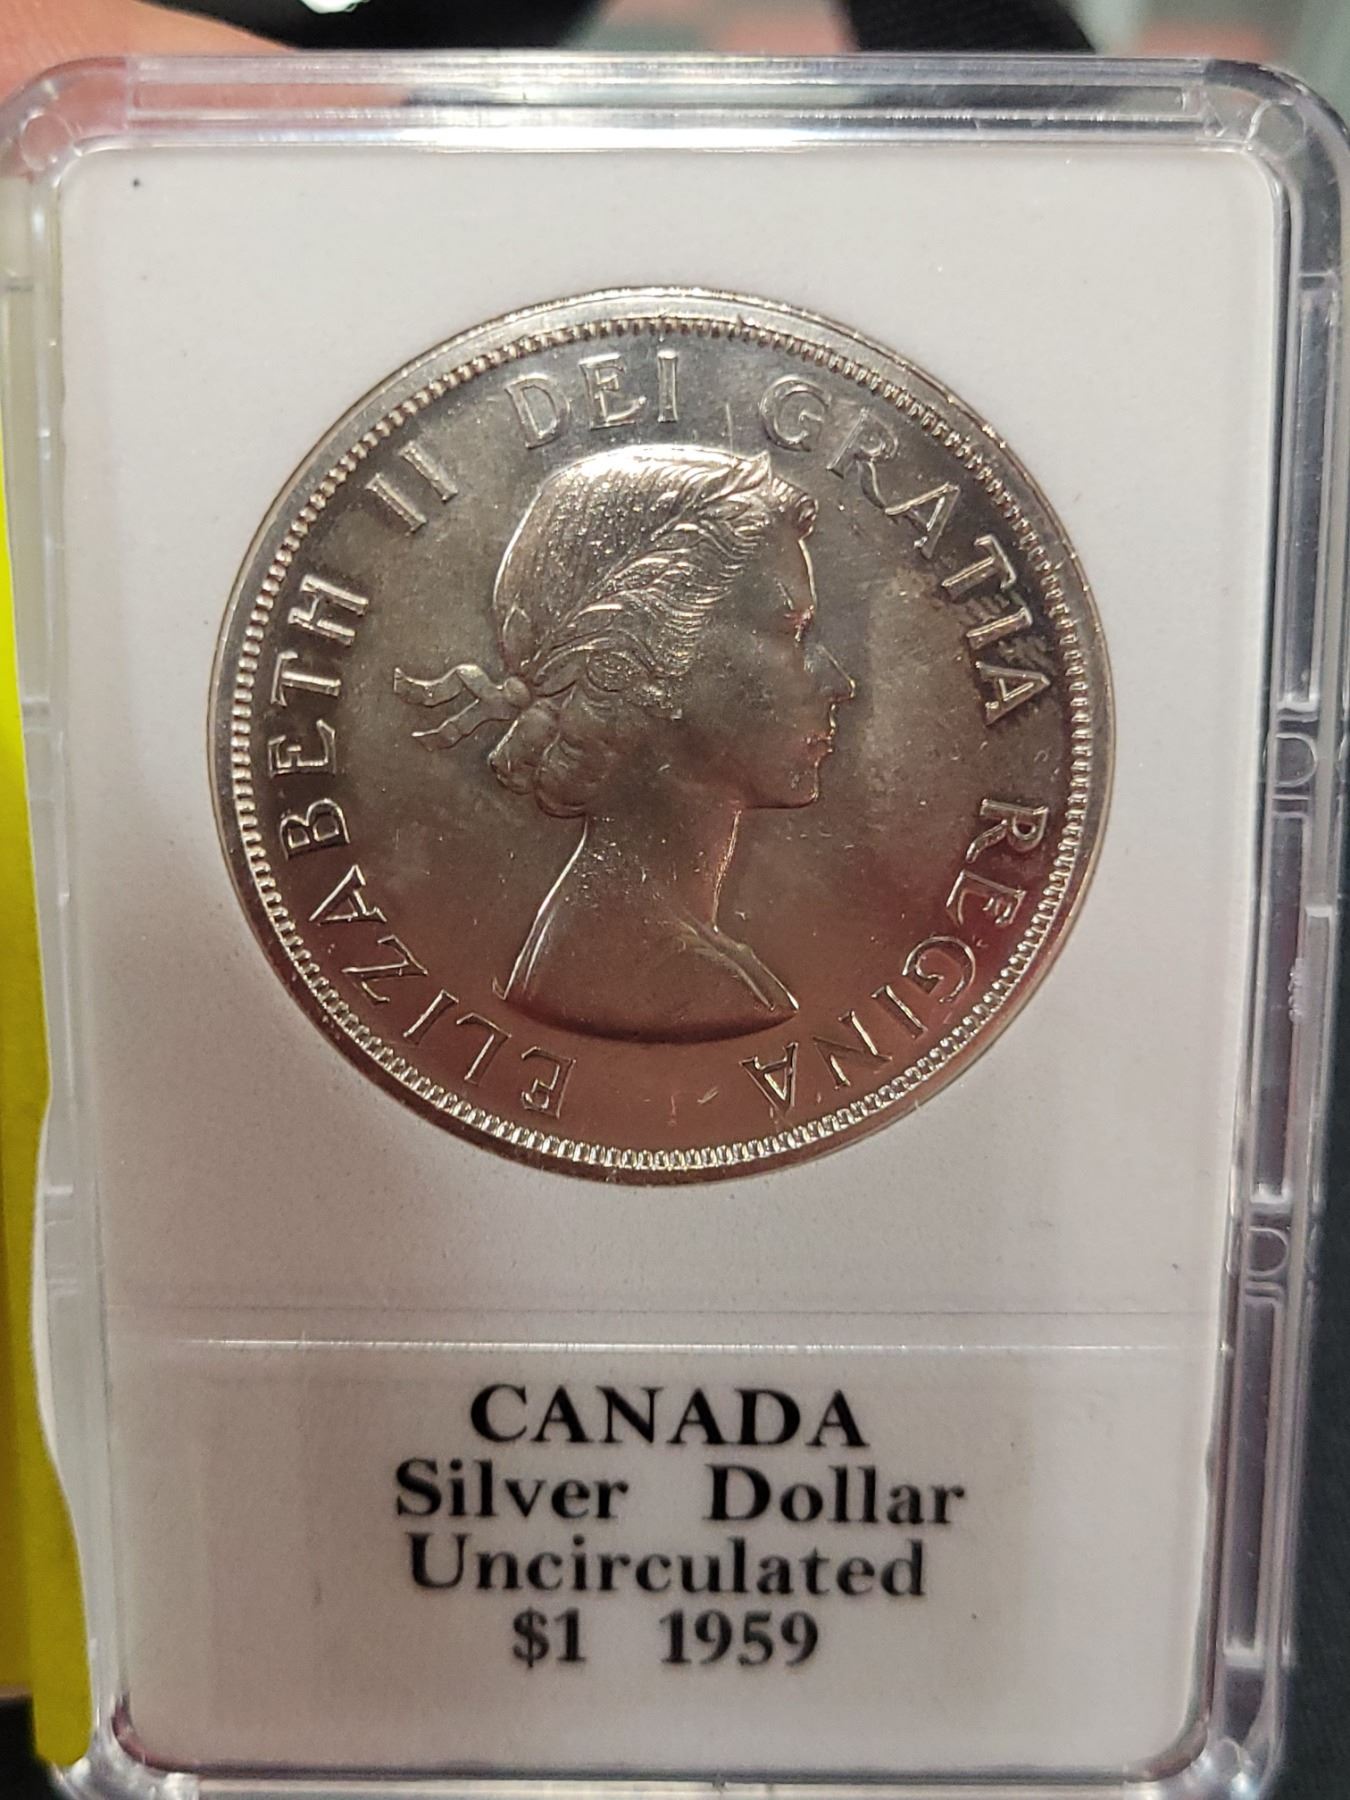 ELIZABETH II DEI GRATIA REGINA
CANADA
Silver Dollar
Uncirculated
$1 1959